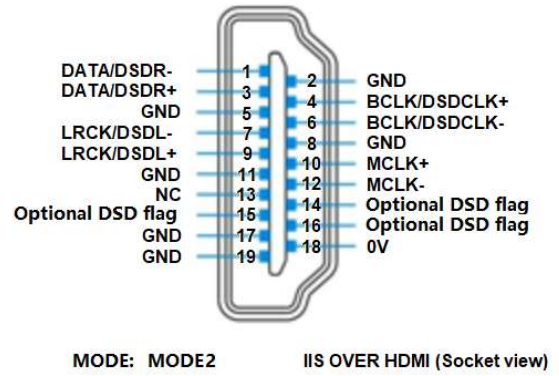 DATA/DSDR- 1
2 GND
DATA/DSDR+ 3
4 BCLK/DSDCLK+
GND 5
6 BCLK/DSDCLK-
LRCK/DSDL- 7
8 GND
LRCK/DSDL+ 9
10 MCLK+
GND 11
12 MCLK-
NC 13
14 Optional DSD flag
Optional DSD flag 15
16 Optional DSD flag
GND 17
18 0V
GND 19
MODE: MODE2 IIS OVER HDMI (Socket view)